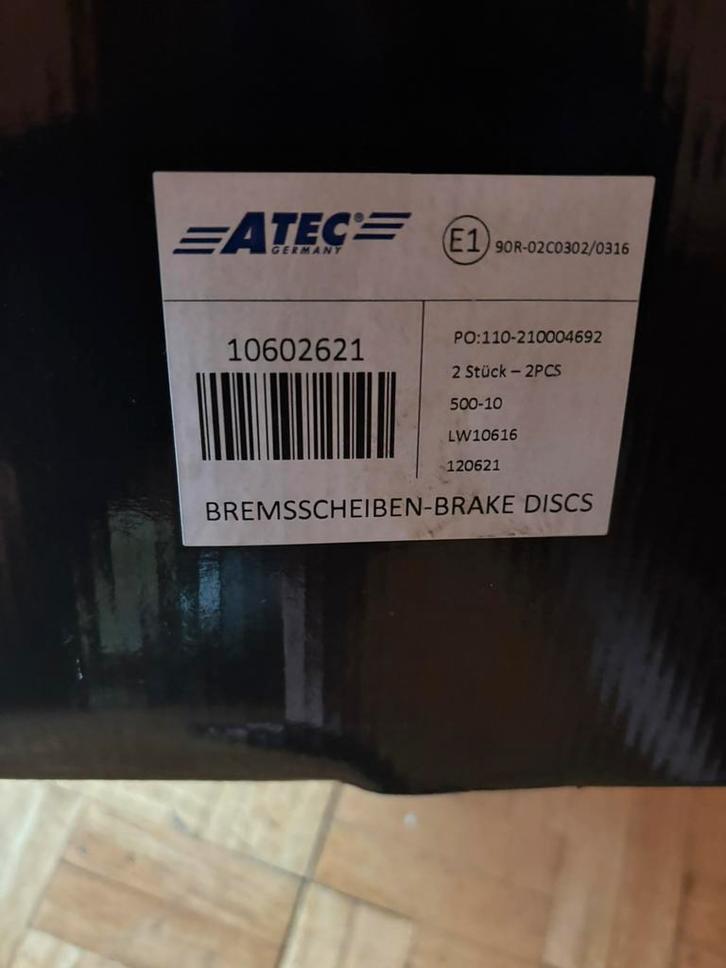 ATEC®
GERMANY
E1 90R-02C0302/0316
10602621
PO:110-210004692
2 Stück – 2PCS
500-10
LW10616
120621
BREMSSCHEIBEN-BRAKE DISCS